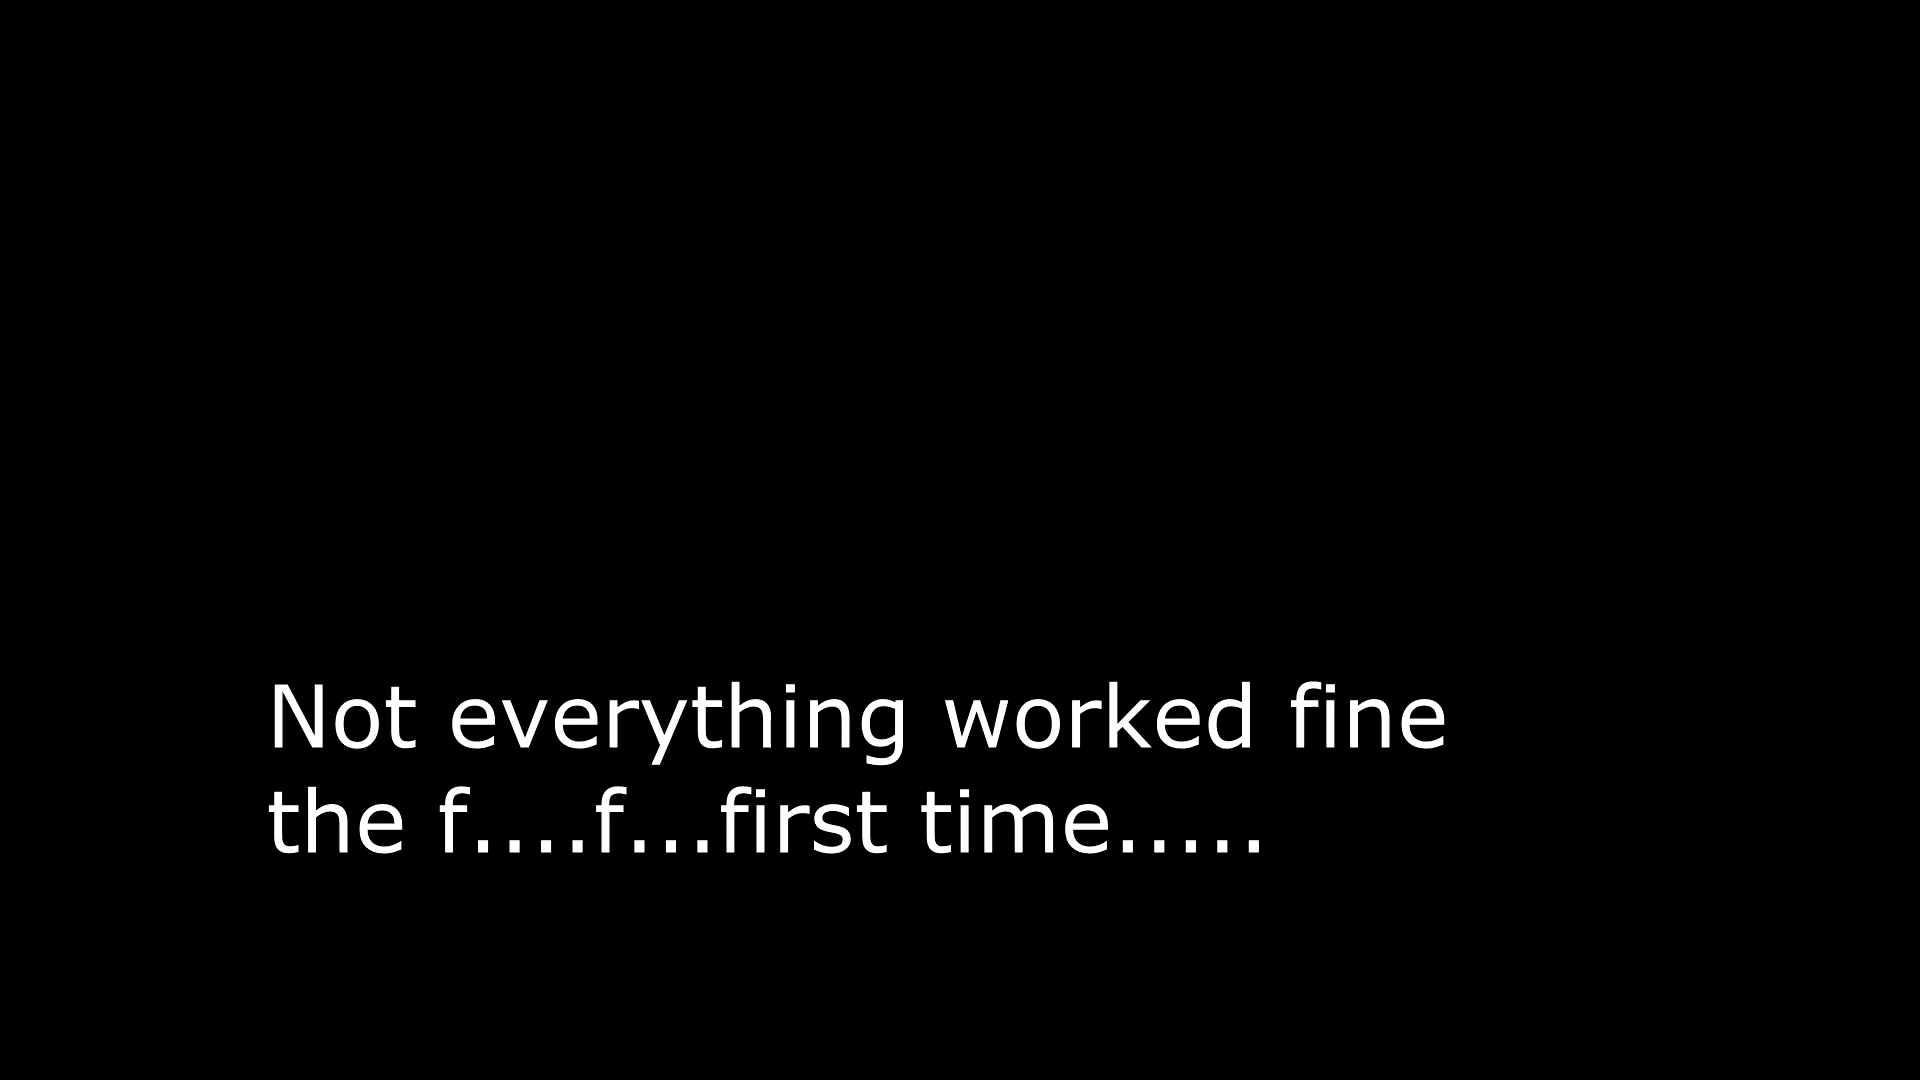 Not everything worked fine
the f....f...first time.....